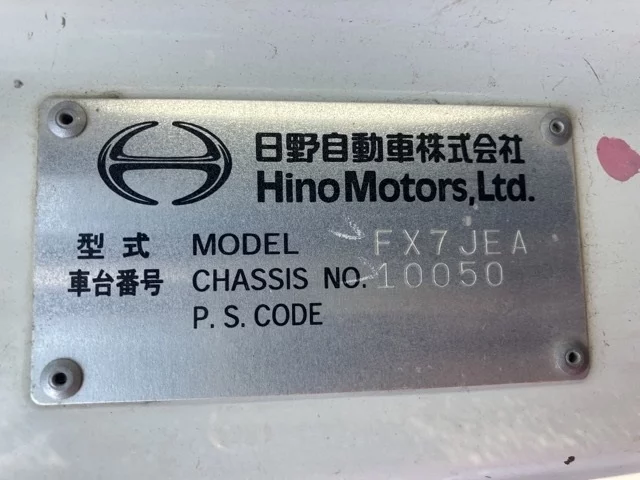 日野自動車株式会社
Hino Motors, Ltd.
型式 MODEL FX7JEA
車台番号 CHASSIS NO. 10050
P.S. CODE